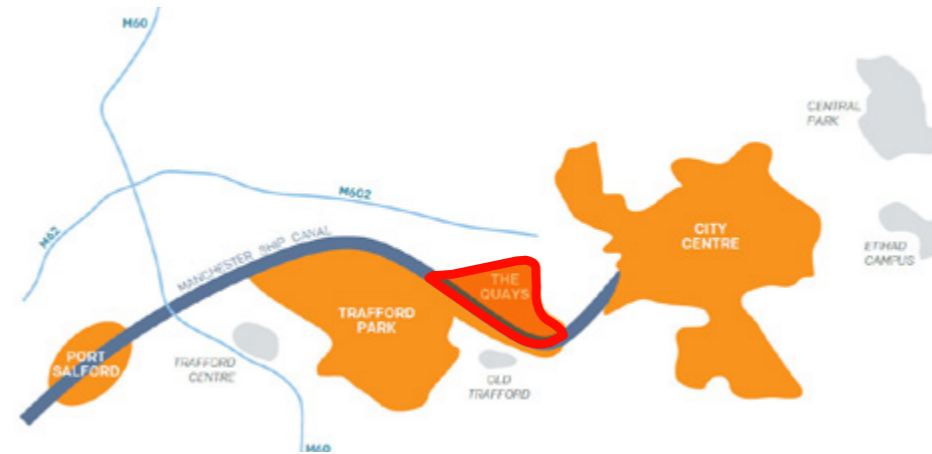 M60
CENTRAL
PARK
M602
M62
MANCHESTER SHIP CANAL
CITY
CENTRE
ETIHAD
CAMPUS
THE
QUAYS
TRAFFORD
PARK
PORT
SALFORD
TRAFFORD
CENTRE
OLD
TRAFFORD
M60